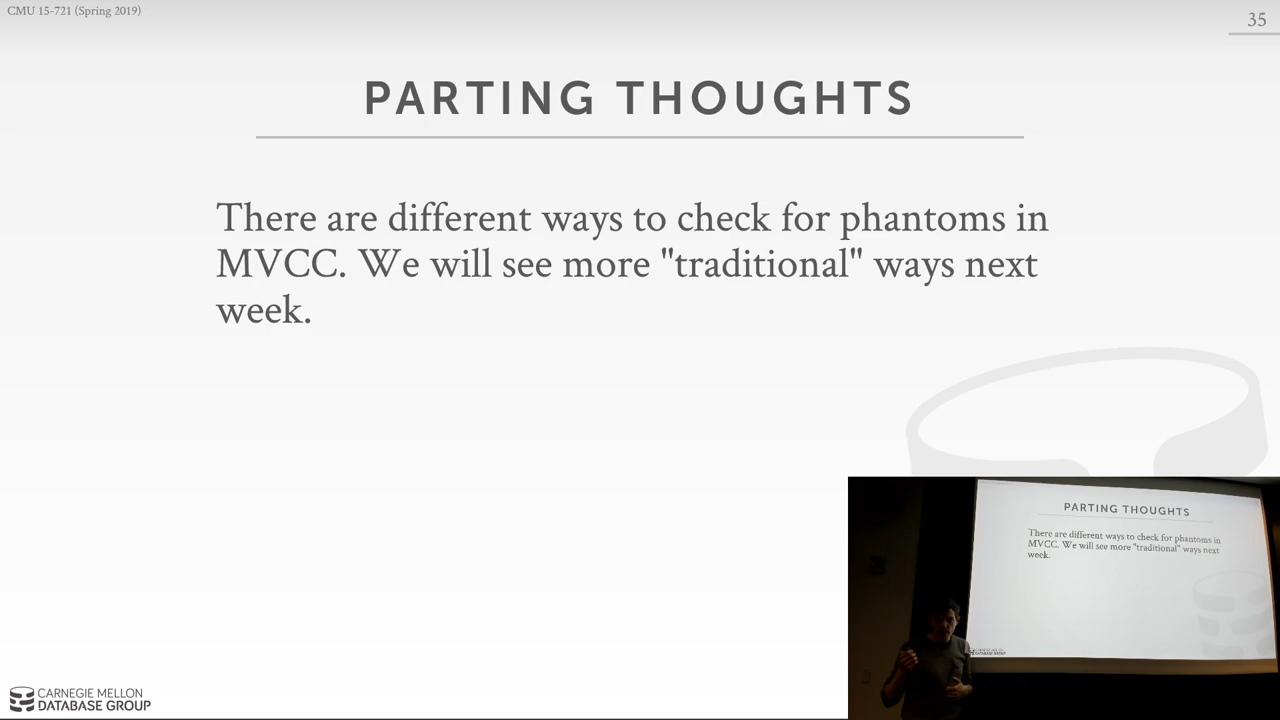 CMU 15-721 (Spring 2019)
35
PARTING THOUGHTS
There are different ways to check for phantoms in
MVCC. We will see more "traditional" ways next
week.
PARTING THOUGHTS
There are different ways to check for phantoms in
MVCC. We will see more "traditional" ways next
week.
CARNEGIE MELLON
DATABASE GROUP